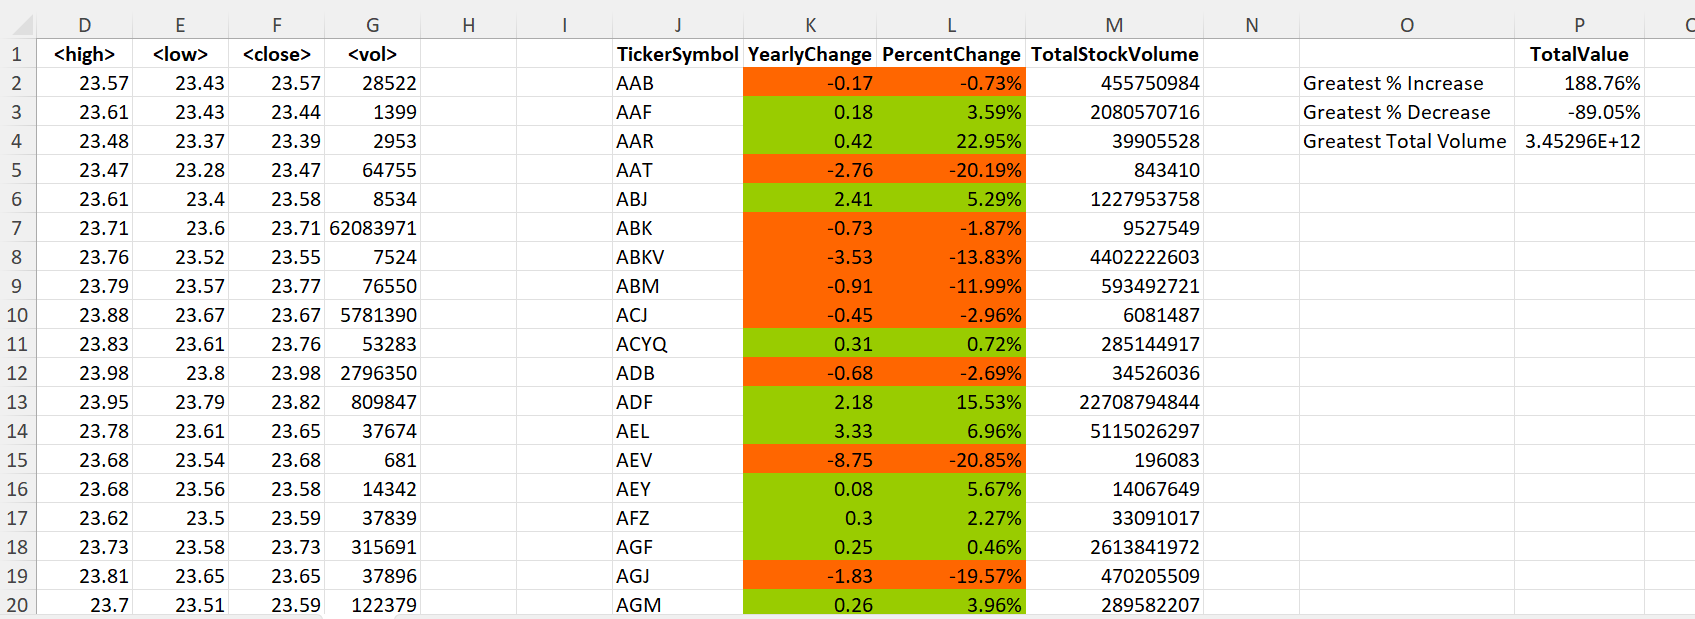 D E F G H I J K L M N O P
1 <high> <low> <close> <vol> TickerSymbol YearlyChange PercentChange TotalStockVolume TotalValue
2 23.57 23.43 23.57 28522 AAB -0.17 -0.73% 455750984 Greatest % Increase 188.76%
3 23.61 23.43 23.44 1399 AAF 0.18 3.59% 2080570716 Greatest % Decrease -89.05%
4 23.48 23.37 23.39 2953 AAR 0.42 22.95% 39905528 Greatest Total Volume 3.45296E+12
5 23.47 23.28 23.47 64755 AAT -2.76 -20.19% 843410
6 23.61 23.4 23.58 8534 ABJ 2.41 5.29% 1227953758
7 23.71 23.6 23.71 62083971 ABK -0.73 -1.87% 9527549
8 23.76 23.52 23.55 7524 ABKV -3.53 -13.83% 4402222603
9 23.79 23.57 23.77 76550 ABM -0.91 -11.99% 593492721
10 23.88 23.67 23.67 5781390 ACJ -0.45 -2.96% 6081487
11 23.83 23.61 23.76 53283 ACYQ 0.31 0.72% 285144917
12 23.98 23.8 23.98 2796350 ADB -0.68 -2.69% 34526036
13 23.95 23.79 23.82 809847 ADF 2.18 15.53% 22708794844
14 23.78 23.61 23.65 37674 AEL 3.33 6.96% 5115026297
15 23.68 23.54 23.68 681 AEV -8.75 -20.85% 196083
16 23.68 23.56 23.58 14342 AEY 0.08 5.67% 14067649
17 23.62 23.5 23.59 37839 AFZ 0.3 2.27% 33091017
18 23.73 23.58 23.73 315691 AGF 0.25 0.46% 2613841972
19 23.81 23.65 23.65 37896 AGJ -1.83 -19.57% 470205509
20 23.7 23.51 23.59 122379 AGM 0.26 3.96% 289582207